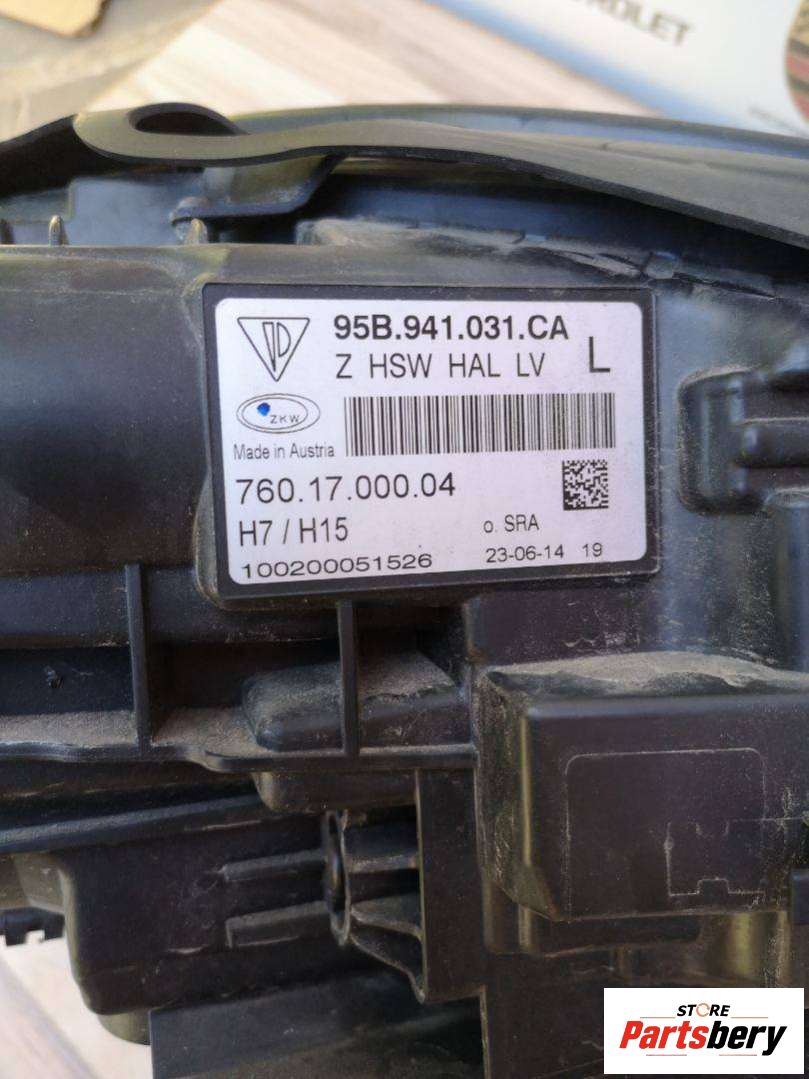 ROLET
95B.941.031.CA
Z HSW HAL LV L
ZKW
Made in Austria
760.17.000.04
H7 / H15
o. SRA
100200051526
23-06-14 19
STORE
Partsbery